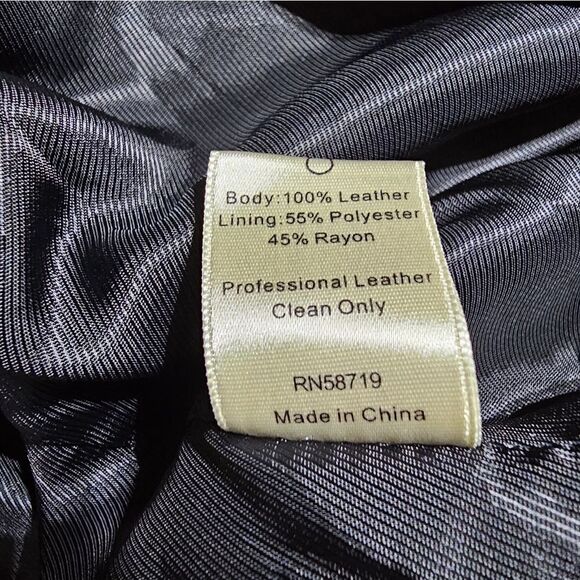 Body:100% Leather
Lining:55% Polyester
45% Rayon
Professional Leather
Clean Only
RN58719
Made in China